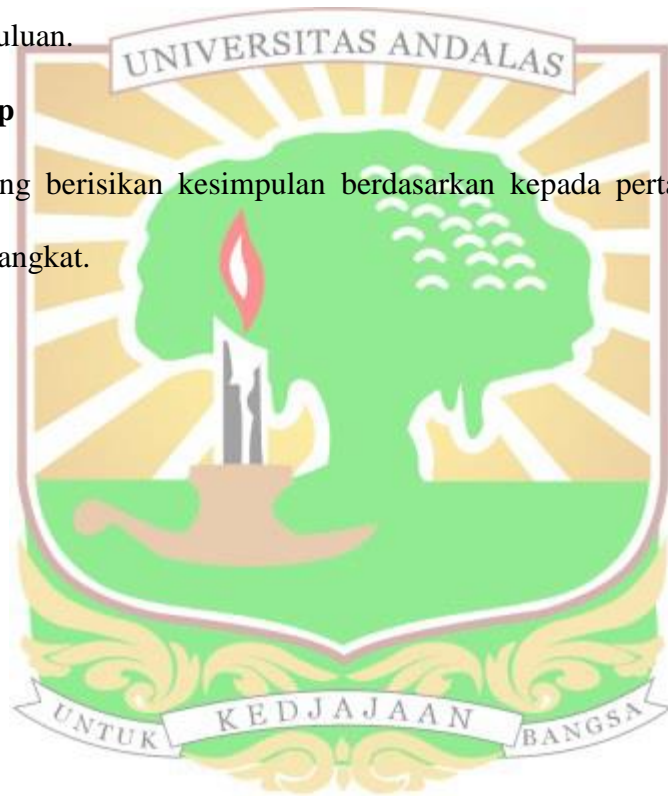 uluan.
UNIVERSITAS ANDALAS
p
ng berisikan kesimpulan berdasarkan kepada perta
angkat.
UNTUK KEDJAJAAN BANGSA